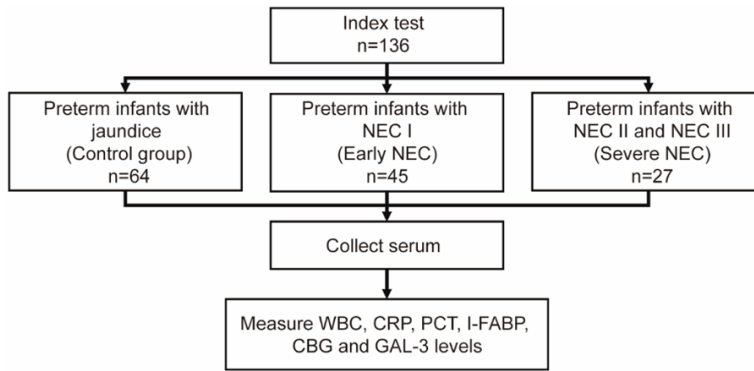 Index test
n=136
Preterm infants with
jaundice
(Control group)
n=64
Preterm infants with
NEC I
(Early NEC)
n=45
Preterm infants with
NEC II and NEC III
(Severe NEC)
n=27
Collect serum
Measure WBC, CRP, PCT, I-FABP,
CBG and GAL-3 levels